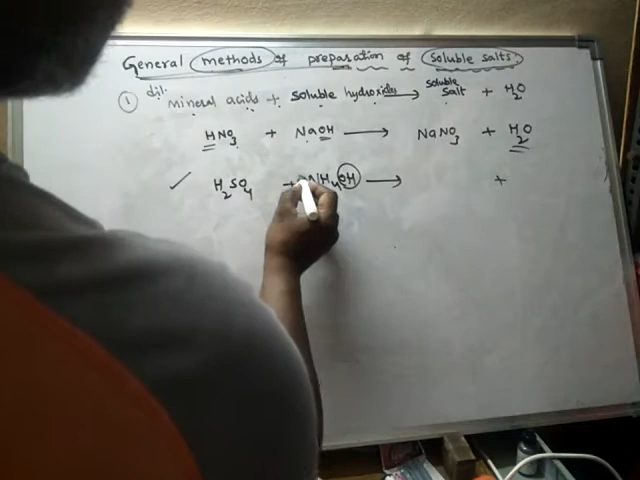 General methods of preparation of soluble salts
① dil. mineral acids + soluble hydroxides → soluble salt + H₂O
HNO₃ + NaOH → NaNO₃ + H₂O
✓ H₂SO₄ + NH₄OH → +